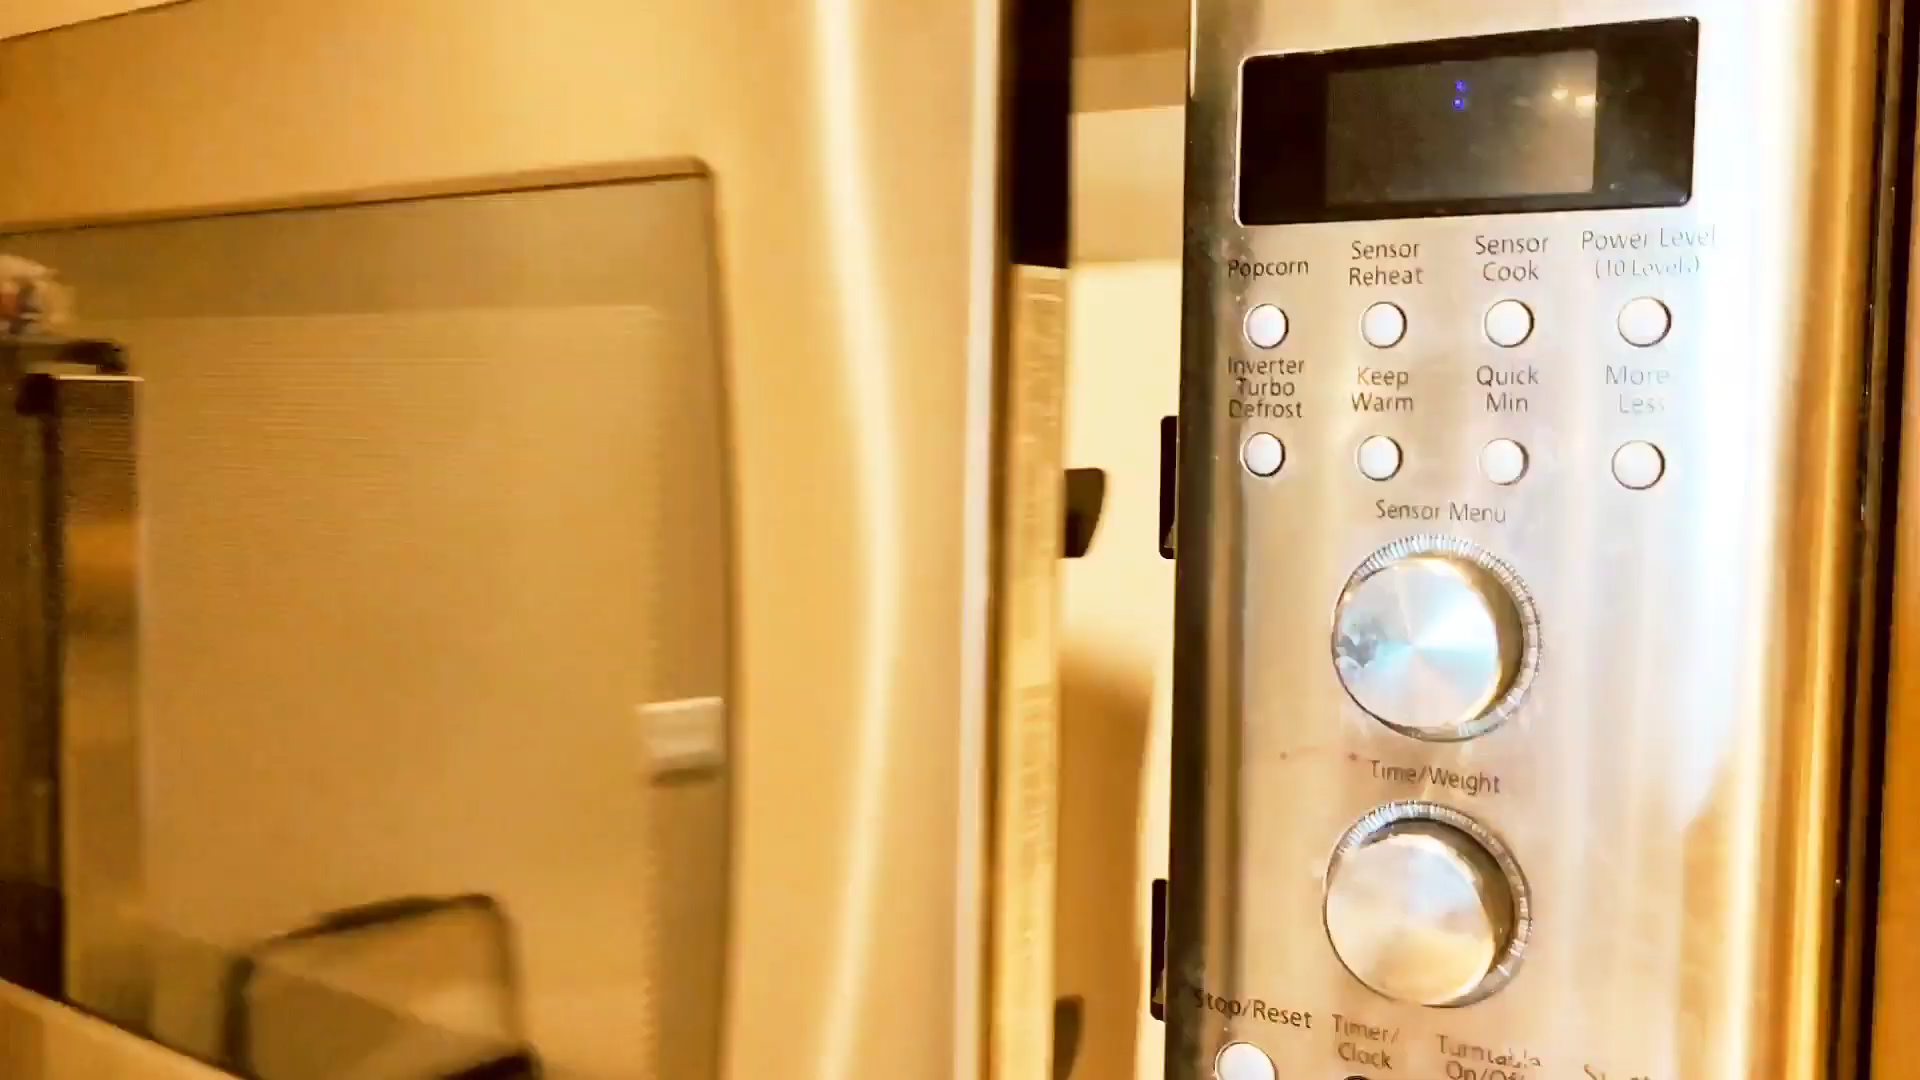 :
Popcorn
Sensor
Reheat
Sensor
Cook
Power Level
(10 Levels)
Inverter
Turbo
Defrost
Keep
Warm
Quick
Min
More
Less
Sensor Menu
Time/Weight
Stop/Reset
Timer/
Clock
Turntable
On/Off